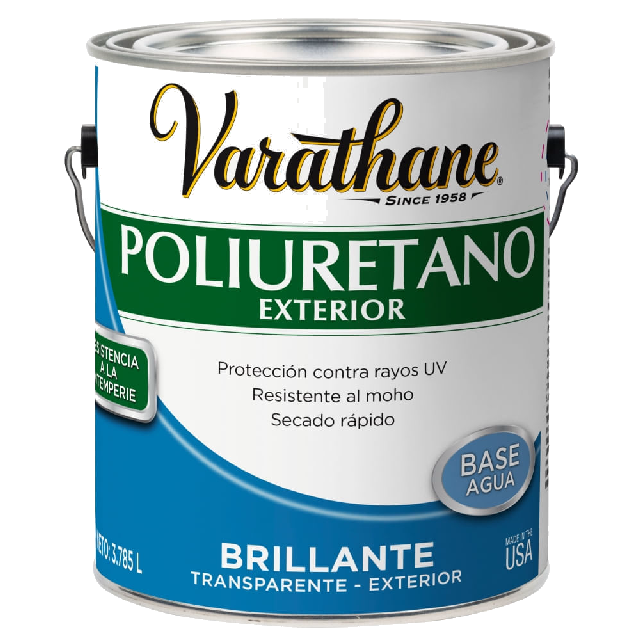 Varathane®
SINCE 1958
POLIURETANO
EXTERIOR
Protección contra rayos UV
Resistente al moho
Secado rápido
A LA
BASE
AGUA
BRILLANTE
TRANSPARENTE - EXTERIOR
3.785 L
MADE IN THE
USA